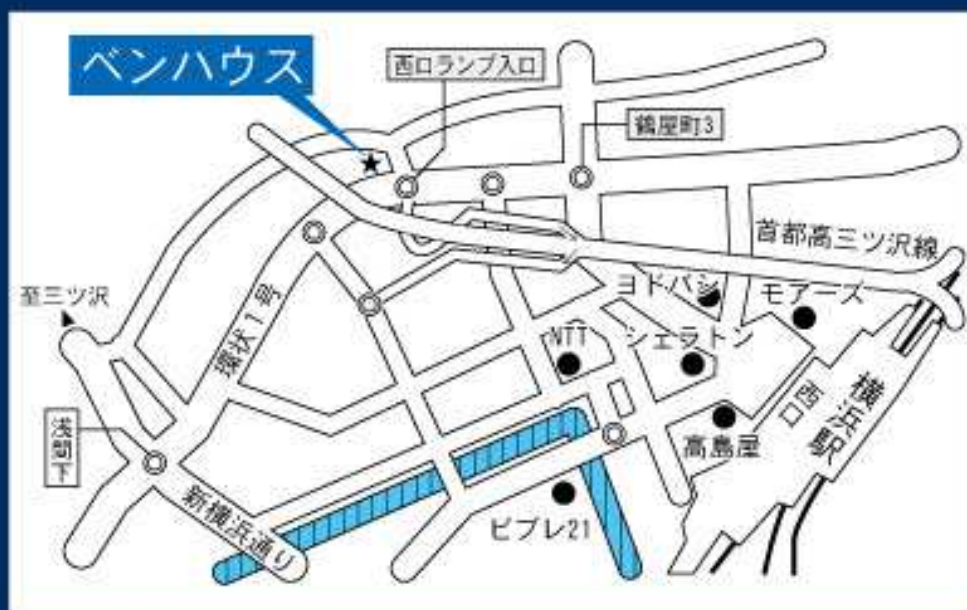 ベンハウス
西口ランプ入口
鶴屋町3
首都高三ツ沢線
至三ツ沢
環状1号
ヨドバシ
モアーズ
NTT
シェラトン
横浜駅
西口
浅間下
高島屋
新横浜通り
ビブレ21